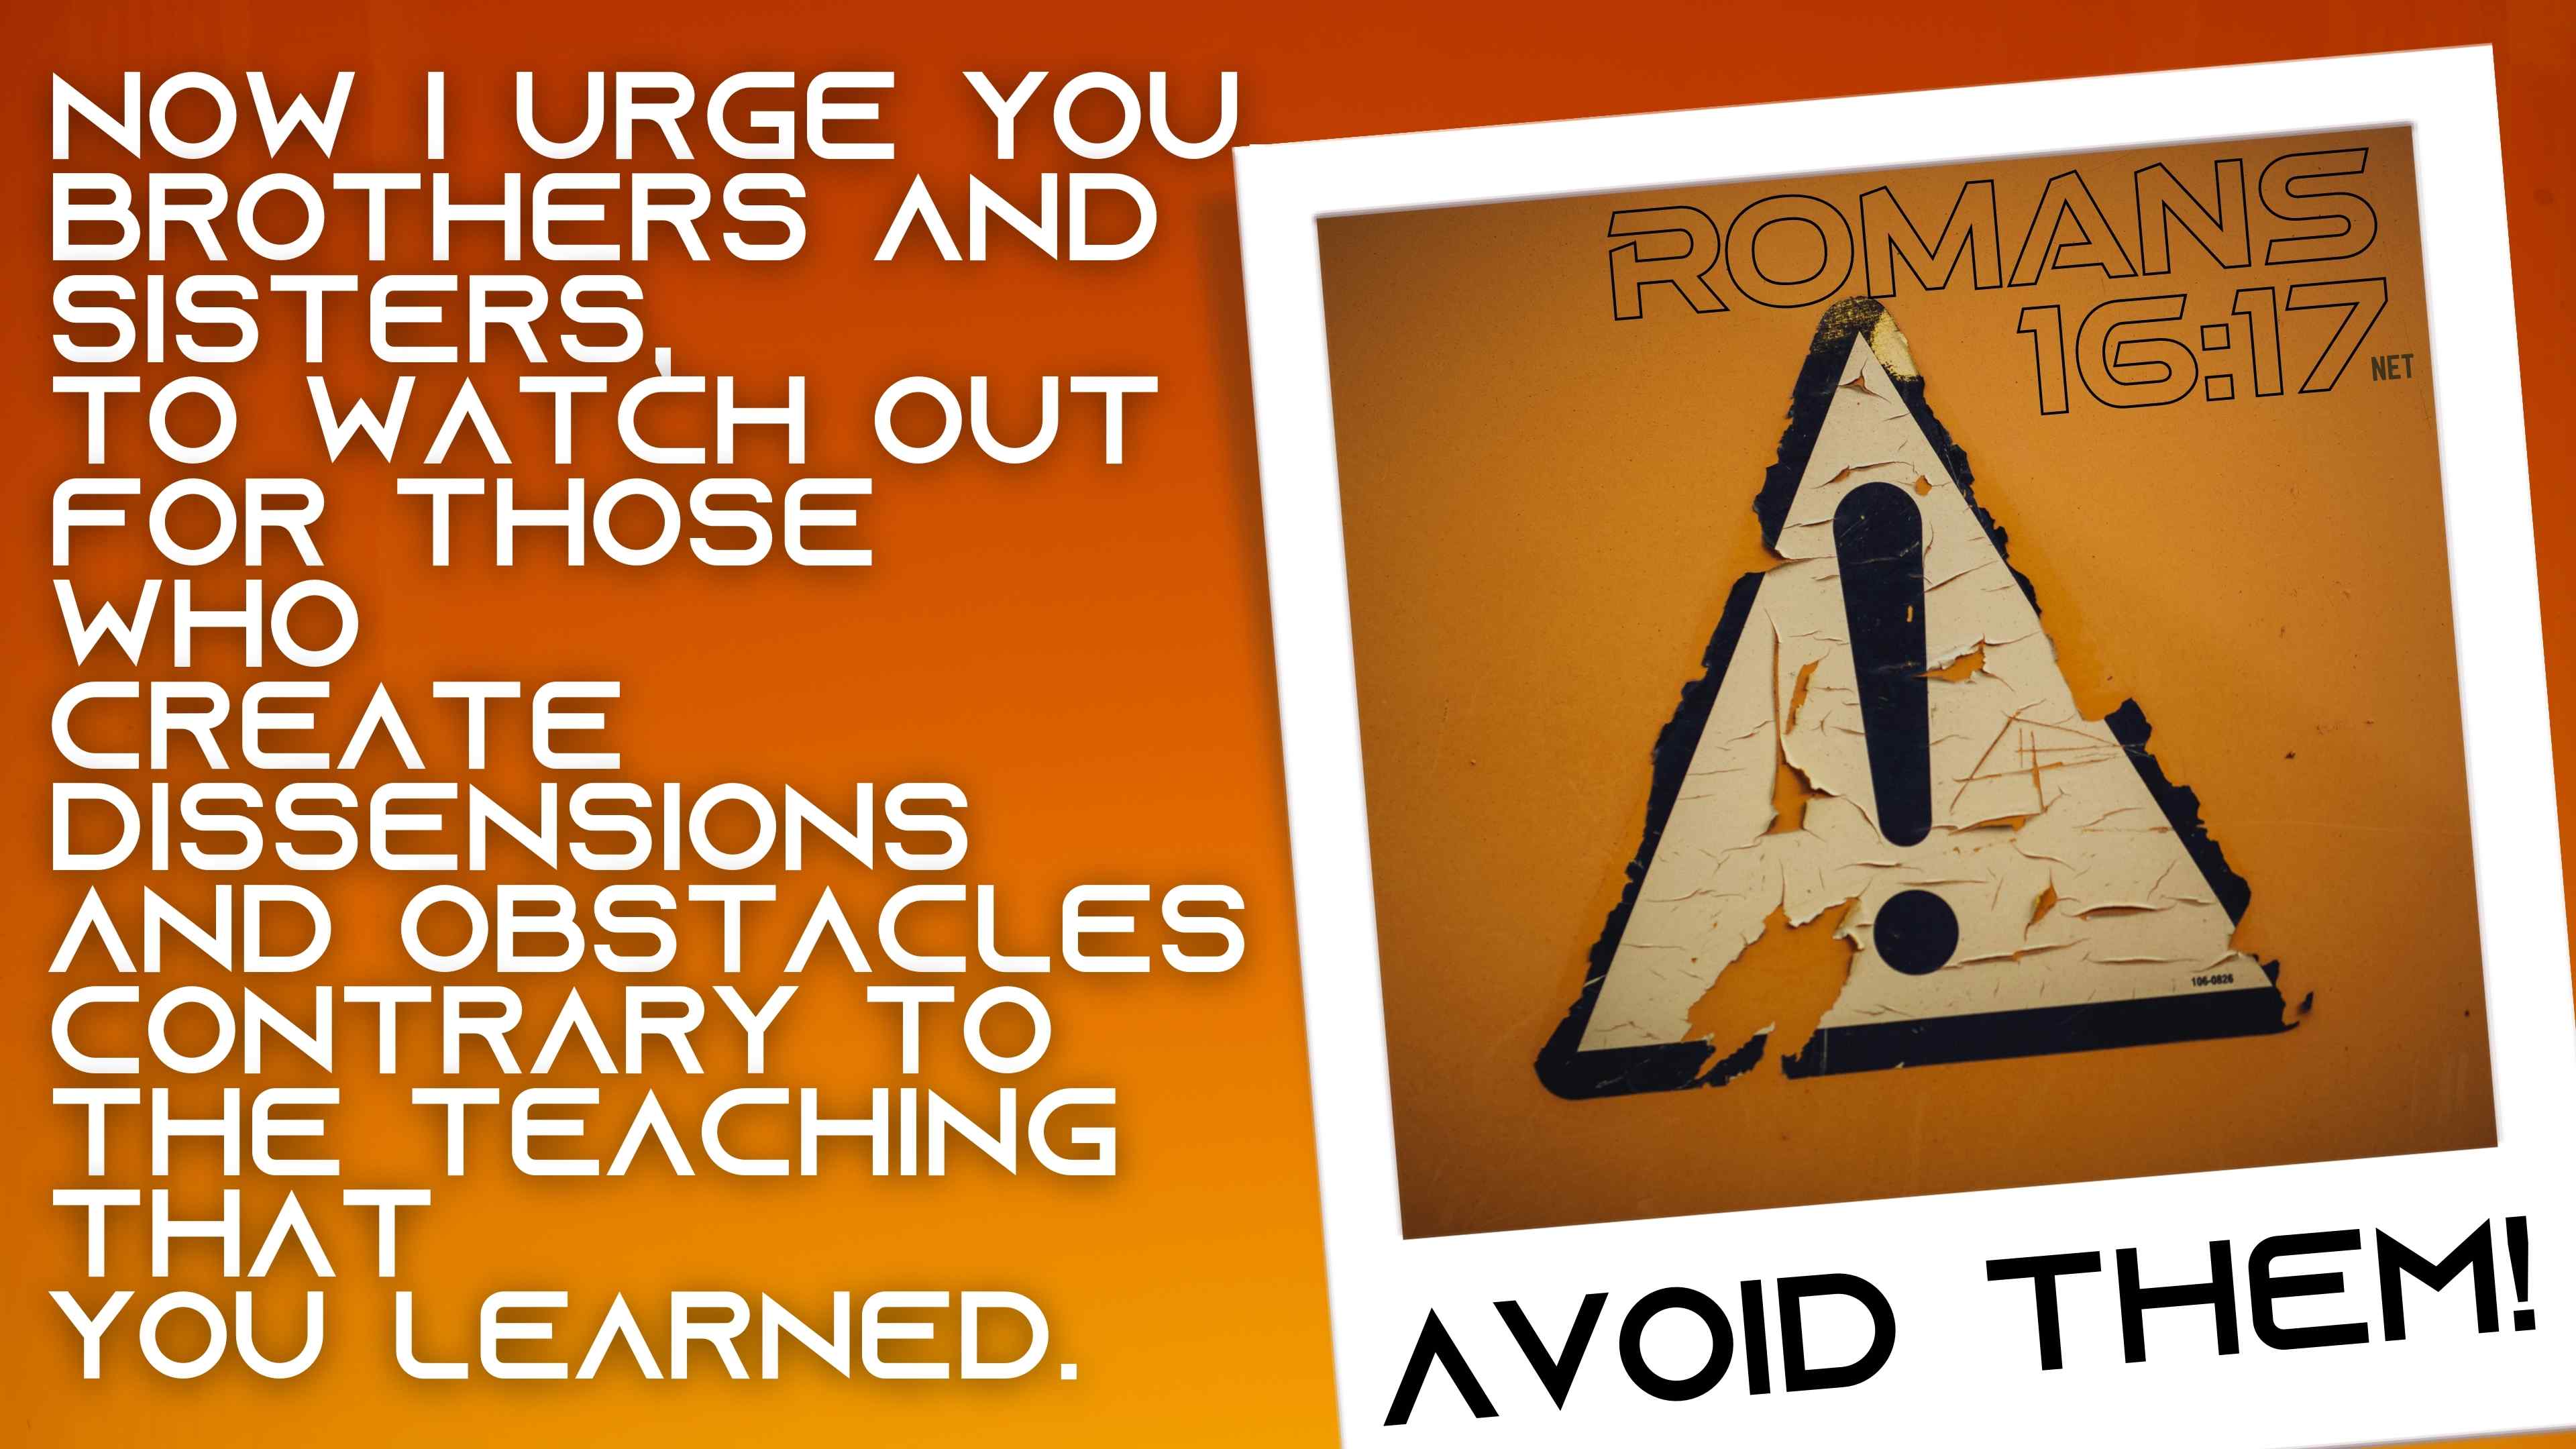 NOW I URGE YOU
BROTHERS AND
SISTERS,
TO WATCH OUT
FOR THOSE
WHO
CREATE
DISSENSIONS
AND OBSTACLES
CONTRARY TO
THE TEACHING
THAT
YOU LEARNED.
ROMANS
16:17
NET
!
106-0826
AVOID THEM!